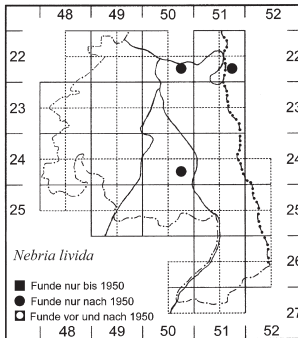 48 49 50 51 52
22 22
23 23
24 24
25 25
26
27
Nebria livida
Funde nur bis 1950
Funde nur nach 1950
Funde vor und nach 1950
48 49 50 51 52